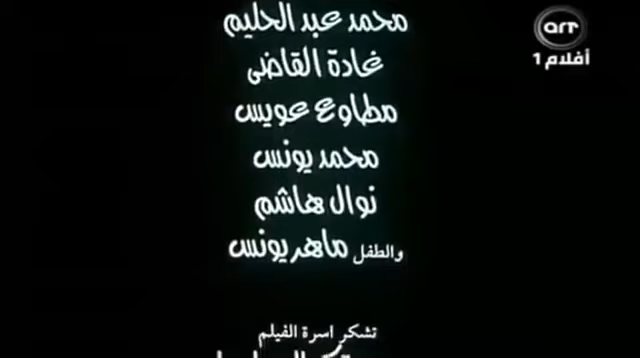 محمد عبد الحليم
غادة القاضى
مطاوع عويس
محمد يونس
نوال هاشم
والطفل ماهر يونس
تشكر اسرة الفيلم
art
أفلام 1